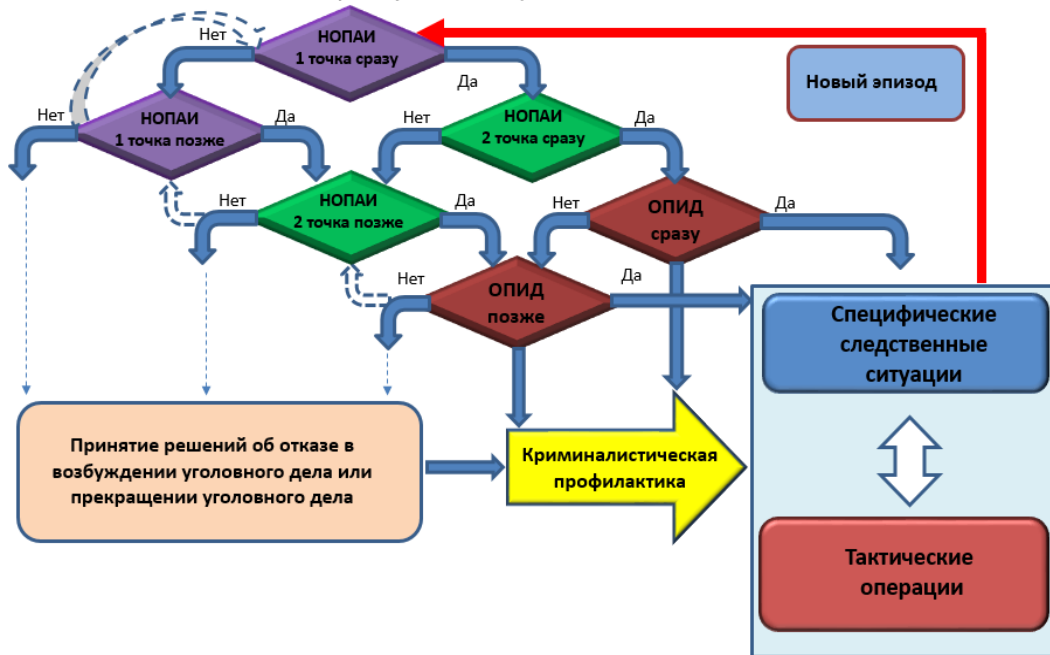 Нет
НОПАИ
1 точка сразу
Да
Новый эпизод
Нет
НОПАИ
1 точка позже
Да
Нет
НОПАИ
2 точка сразу
Да
Нет
НОПАИ
2 точка позже
Да
Нет
ОПИД
сразу
Да
Нет
ОПИД
позже
Да
Специфические
следственные
ситуации
Принятие решений об отказе в
возбуждении уголовного дела или
прекращении уголовного дела
Криминалистическая
профилактика
Тактические
операции